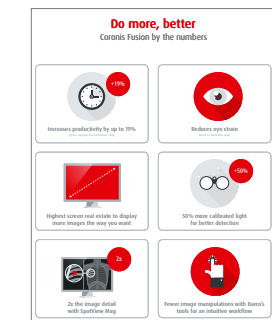 Do more, better
Coronis Fusion by the numbers
+19%
Increases productivity by up to 19%
Reduces eye strain
Highest screen real estate to display
more images the way you want
+50%
50% more calibrated light
for better detection
2x
2x the image detail
with SpotView Mag
Fewer image manipulations with Barco's
tools for an intuitive workflow